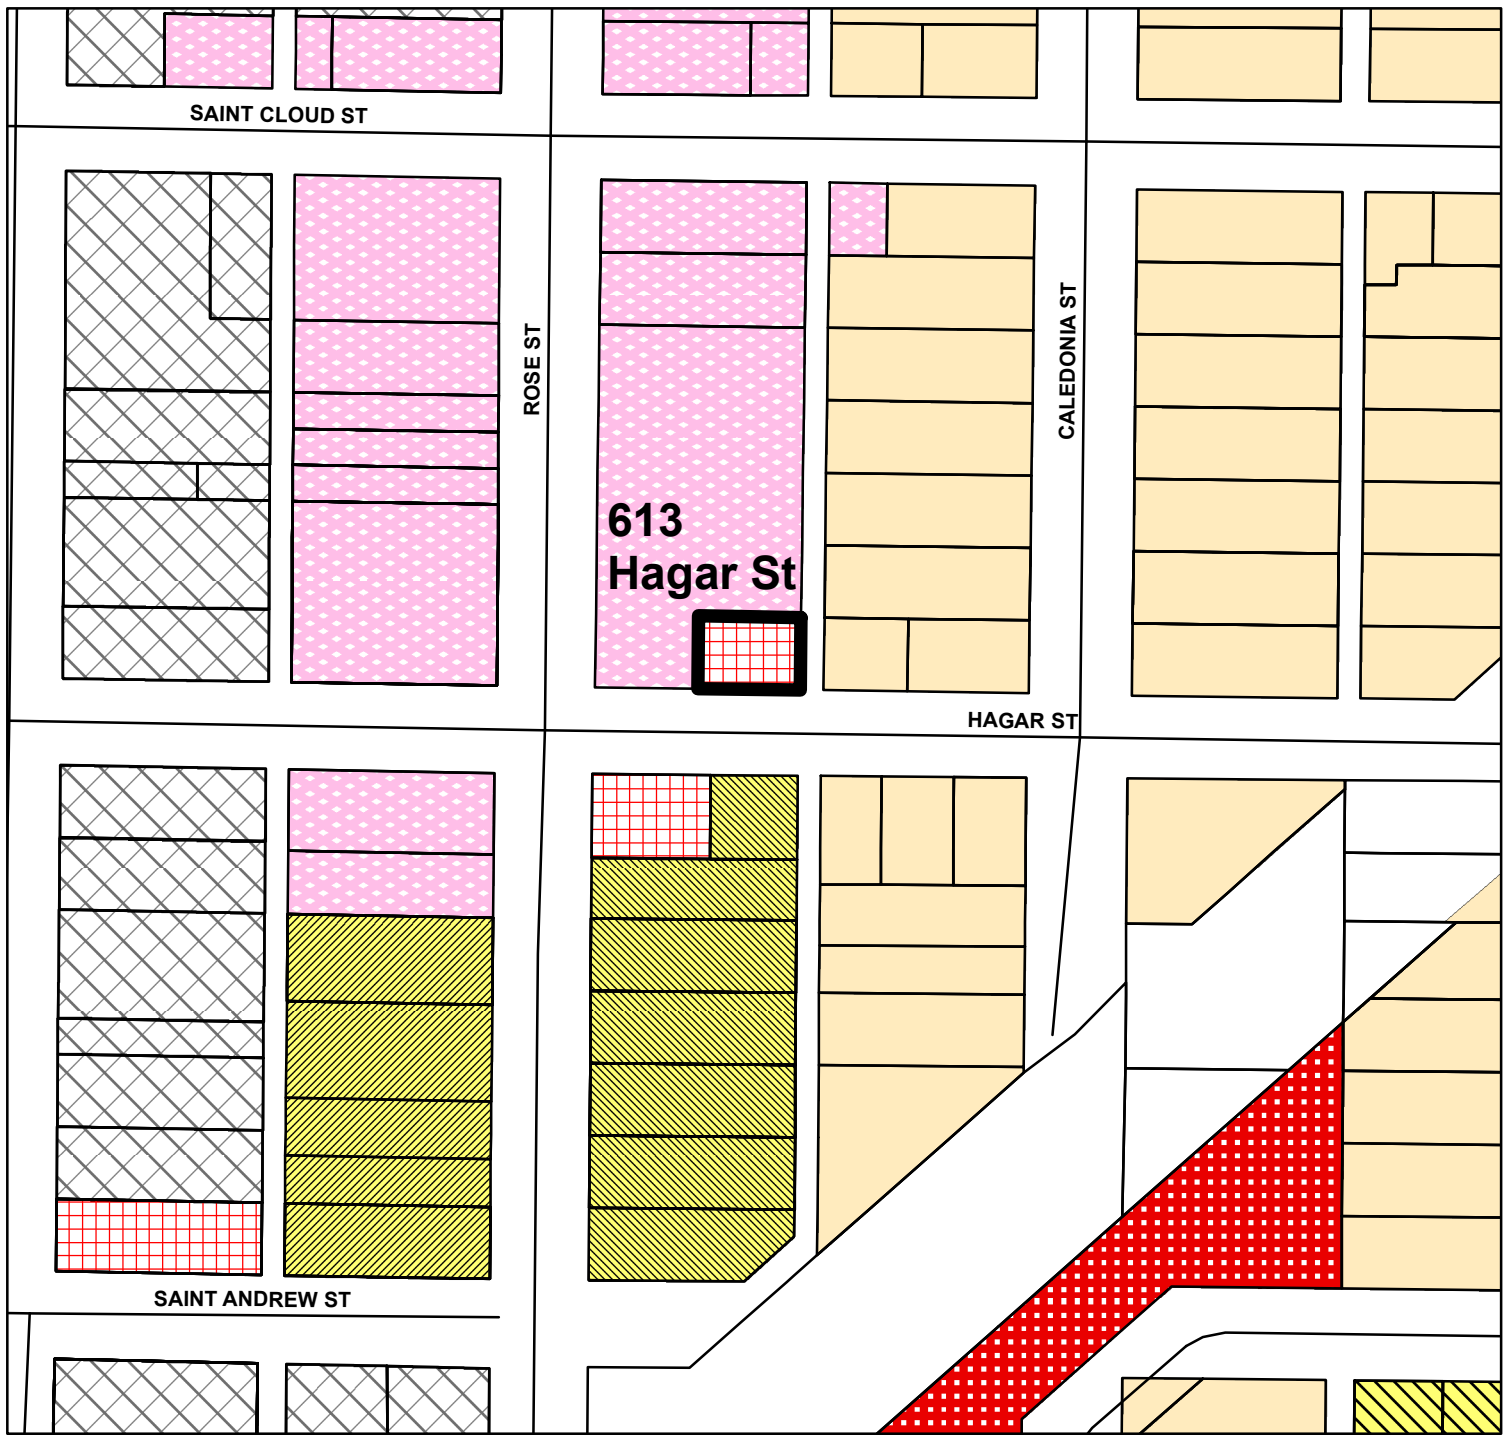 SAINT CLOUD ST
ROSE ST
CALEDONIA ST
613
Hagar St
HAGAR ST
SAINT ANDREW ST